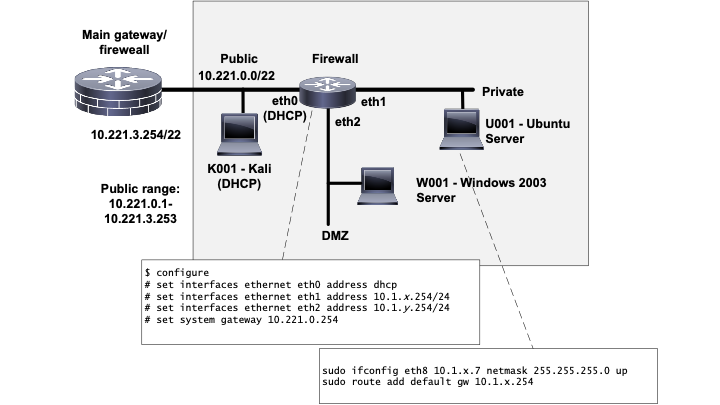 Main gateway/
fireweall
Public
10.221.0.0/22
Firewall
eth0
(DHCP)
eth1
eth2
Private
10.221.3.254/22
K001 - Kali
(DHCP)
U001 - Ubuntu
Server
Public range:
10.221.0.1-
10.221.3.253
W001 - Windows 2003
Server
DMZ
$ configure
# set interfaces ethernet eth0 address dhcp
# set interfaces ethernet eth1 address 10.1.x.254/24
# set interfaces ethernet eth2 address 10.1.y.254/24
# set system gateway 10.221.0.254
sudo ifconfig eth8 10.1.x.7 netmask 255.255.255.0 up
sudo route add default gw 10.1.x.254